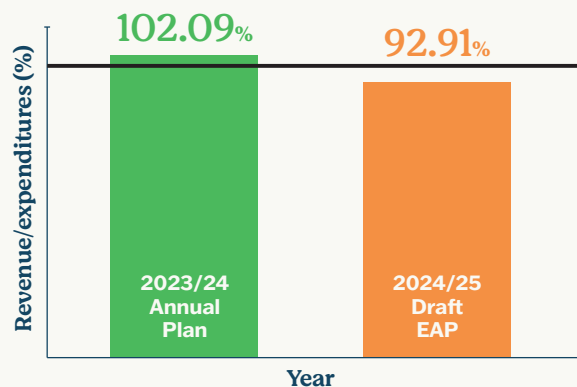 102.09%
92.91%
Revenue/expenditures (%)
2023/24
Annual
Plan
2024/25
Draft
EAP
Year